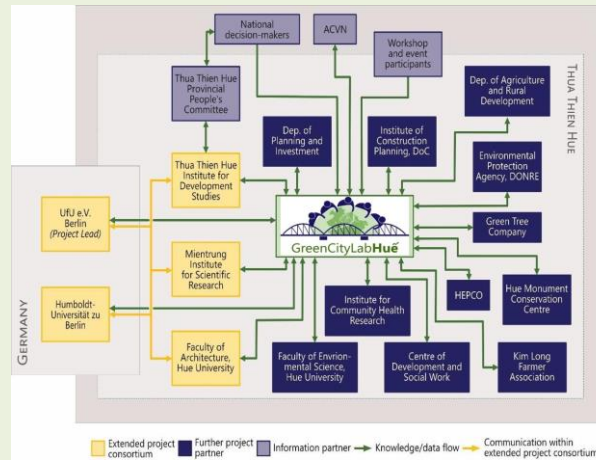 National
decision-makers
ACVN
Workshop
and event
participants
THUA THIEN HUE
Thua Thien Hue
Provincial
People's
Committee
Dep. of Agriculture
and Rural
Development
Dep. of
Planning and
Investment
Institute of
Construction
Planning, DoC
Thua Thien Hue
Institute for
Development
Studies
Environmental
Protection
Agency, DONRE
UfU e.V.
Berlin
(Project Lead)
GreenCityLabHué
Green Tree
Company
Mientrung
Institute
for Scientific
Research
HEPCO
Hue Monument
Conservation
Centre
Humboldt-
Universität zu
Berlin
Institute for
Community Health
Research
GERMANY
Faculty of
Architecture,
Hue University
Faculty of Envrion-
mental Science,
Hue University
Centre of
Development and
Social Work
Kim Long
Farmer
Association
Extended project
consortium
Further project
partner
Information partner
Knowledge/data flow
Communication within
extended project consortium